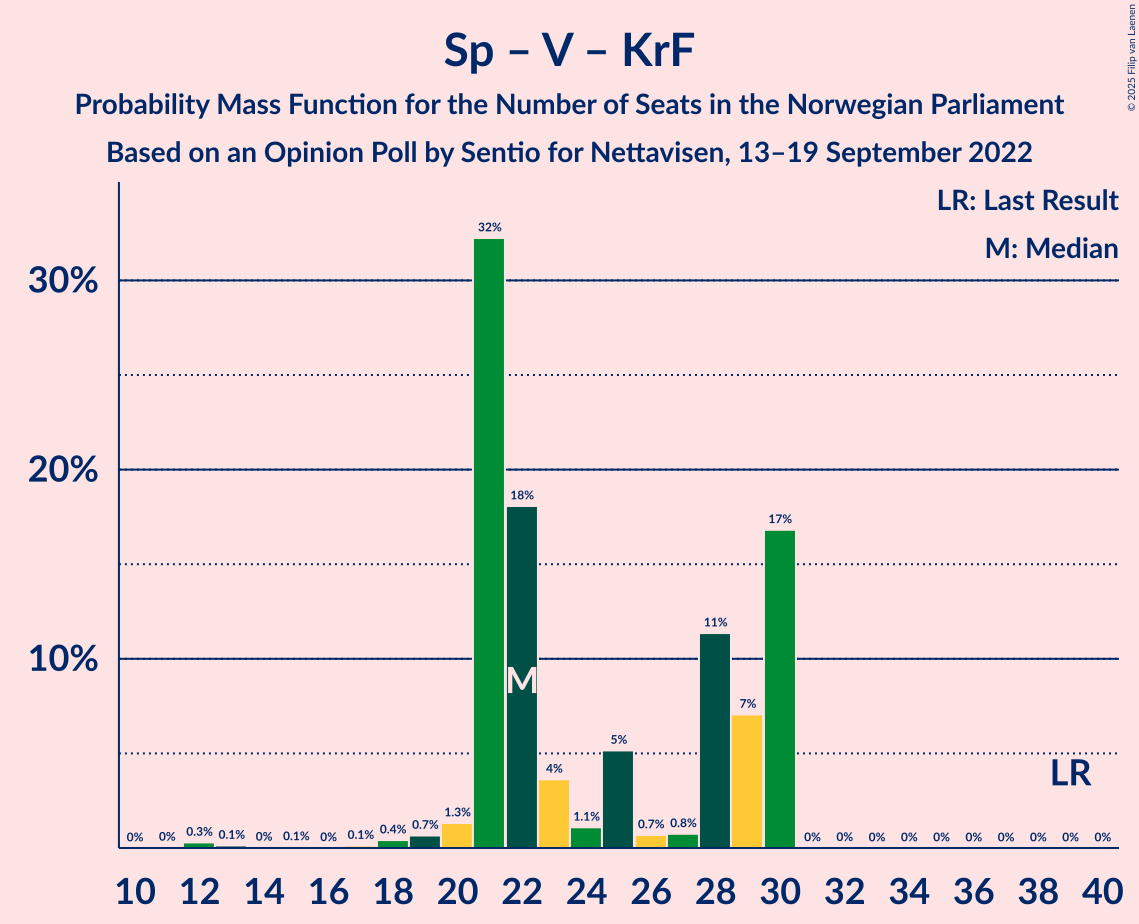 Sp – V – KrF
Probability Mass Function for the Number of Seats in the Norwegian Parliament
Based on an Opinion Poll by Sentio for Nettavisen, 13–19 September 2022
© 2025 Filip van Laenen
LR: Last Result
M: Median
30%
20%
10%
0% 0% 0.3% 0.1% 0% 0.1% 0% 0.1% 0.4% 0.7% 1.3% 32% 18% 4% 1.1% 5% 0.7% 0.8% 11% 7% 17% 0% 0% 0% 0% 0% 0% 0% 0% 0% 0%
M
LR
10 12 14 16 18 20 22 24 26 28 30 32 34 36 38 40